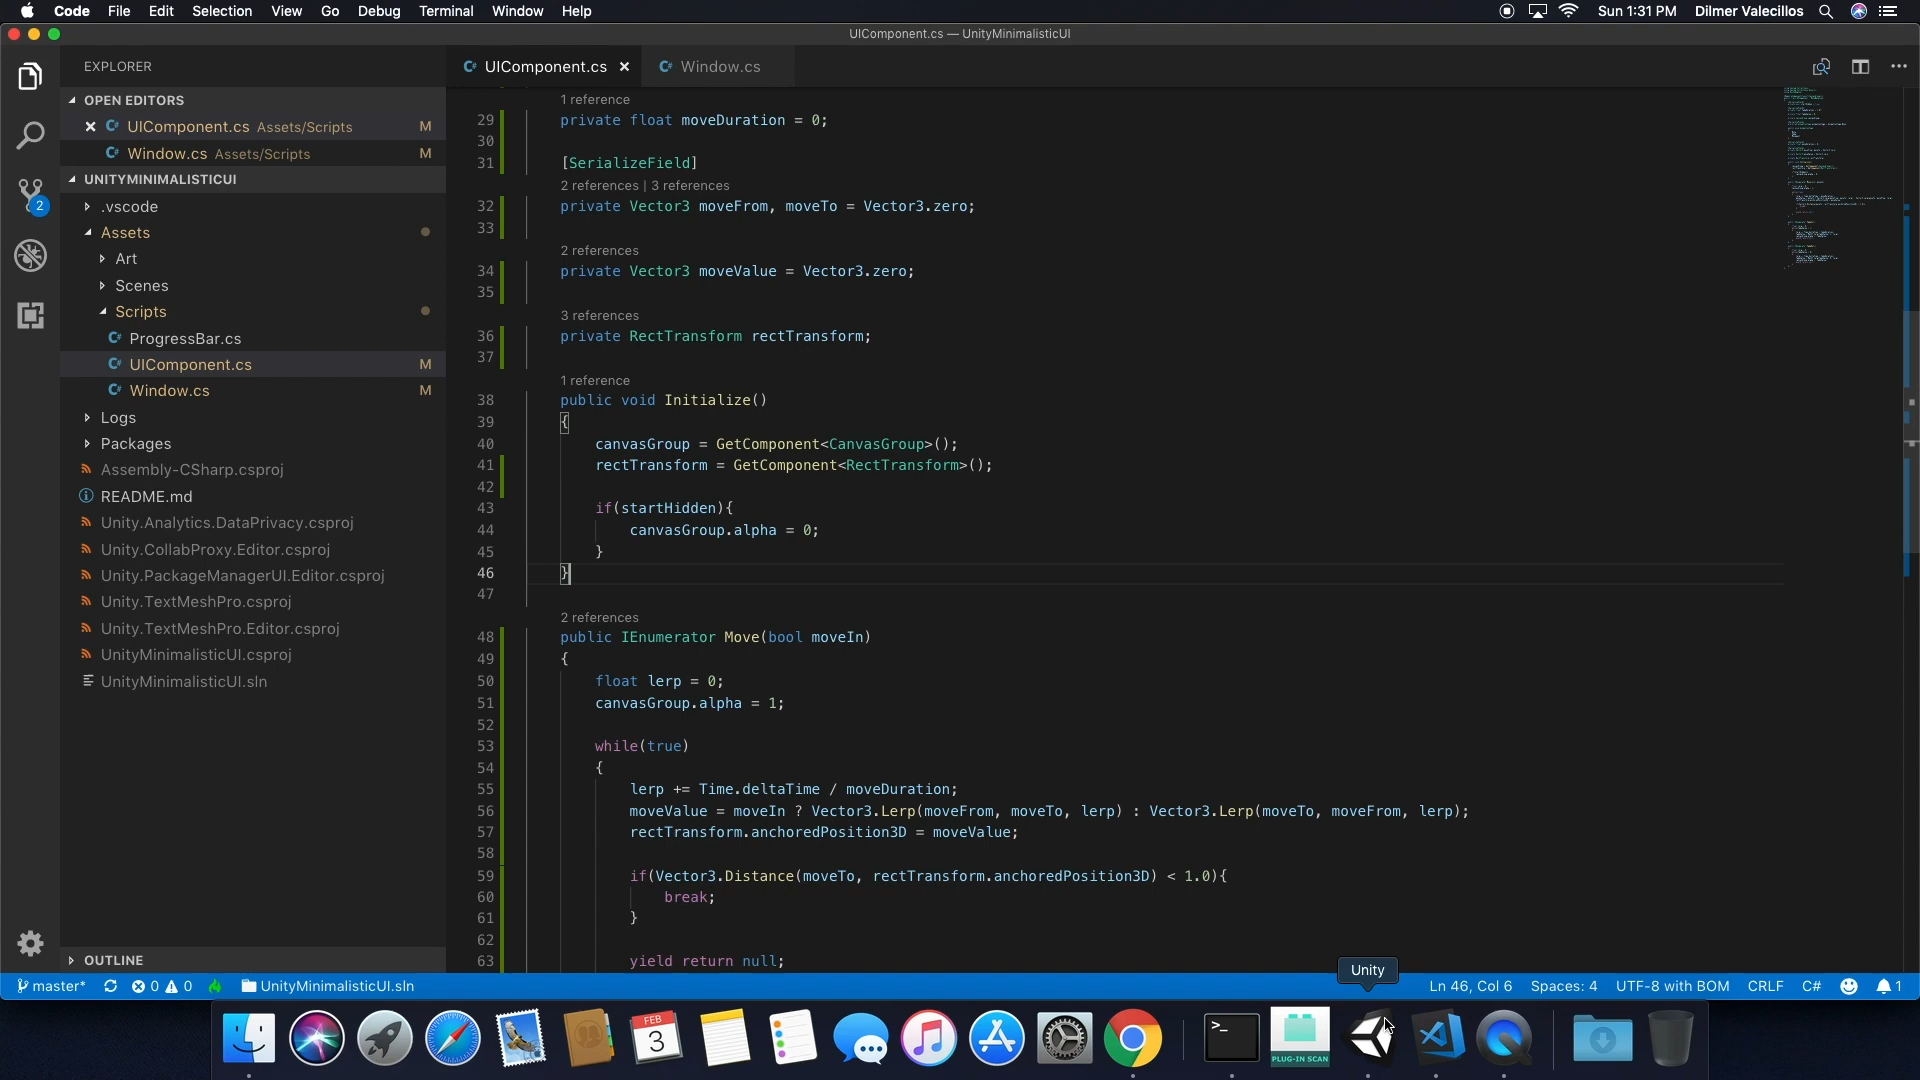 Code File Edit Selection View Go Debug Terminal Window Help
Sun 1:31 PM Dilmer Valecillos
UIComponent.cs — UnityMinimalisticUI
EXPLORER
OPEN EDITORS
UIComponent.cs Assets/Scripts M
Window.cs Assets/Scripts M
UNITYMINIMALISTICUI
.vscode
Assets
Art
Scenes
Scripts
ProgressBar.cs
UIComponent.cs M
Window.cs M
Logs
Packages
Assembly-CSharp.csproj
README.md
Unity.Analytics.DataPrivacy.csproj
Unity.CollabProxy.Editor.csproj
Unity.PackageManagerUI.Editor.csproj
Unity.TextMeshPro.csproj
Unity.TextMeshPro.Editor.csproj
UnityMinimalisticUI.csproj
UnityMinimalisticUI.sln
OUTLINE
2
UIComponent.cs
Window.cs
1 reference
29 private float moveDuration = 0;
30
31 [SerializeField]
2 references | 3 references
32 private Vector3 moveFrom, moveTo = Vector3.zero;
33
2 references
34 private Vector3 moveValue = Vector3.zero;
35
3 references
36 private RectTransform rectTransform;
37
1 reference
38 public void Initialize()
39 {
40 canvasGroup = GetComponent<CanvasGroup>();
41 rectTransform = GetComponent<RectTransform>();
42
43 if(startHidden){
44 canvasGroup.alpha = 0;
45 }
46 }
47
2 references
48 public IEnumerator Move(bool moveIn)
49 {
50 float lerp = 0;
51 canvasGroup.alpha = 1;
52
53 while(true)
54 {
55 lerp += Time.deltaTime / moveDuration;
56 moveValue = moveIn ? Vector3.Lerp(moveFrom, moveTo, lerp) : Vector3.Lerp(moveTo, moveFrom, lerp);
57 rectTransform.anchoredPosition3D = moveValue;
58
59 if(Vector3.Distance(moveTo, rectTransform.anchoredPosition3D) < 1.0){
60 break;
61 }
62
63 yield return null;
Unity
master* 0 0 UnityMinimalisticUI.sln
Ln 46, Col 6 Spaces: 4 UTF-8 with BOM CRLF C# 1
FEB
3
>_
PLUG-IN SCAN